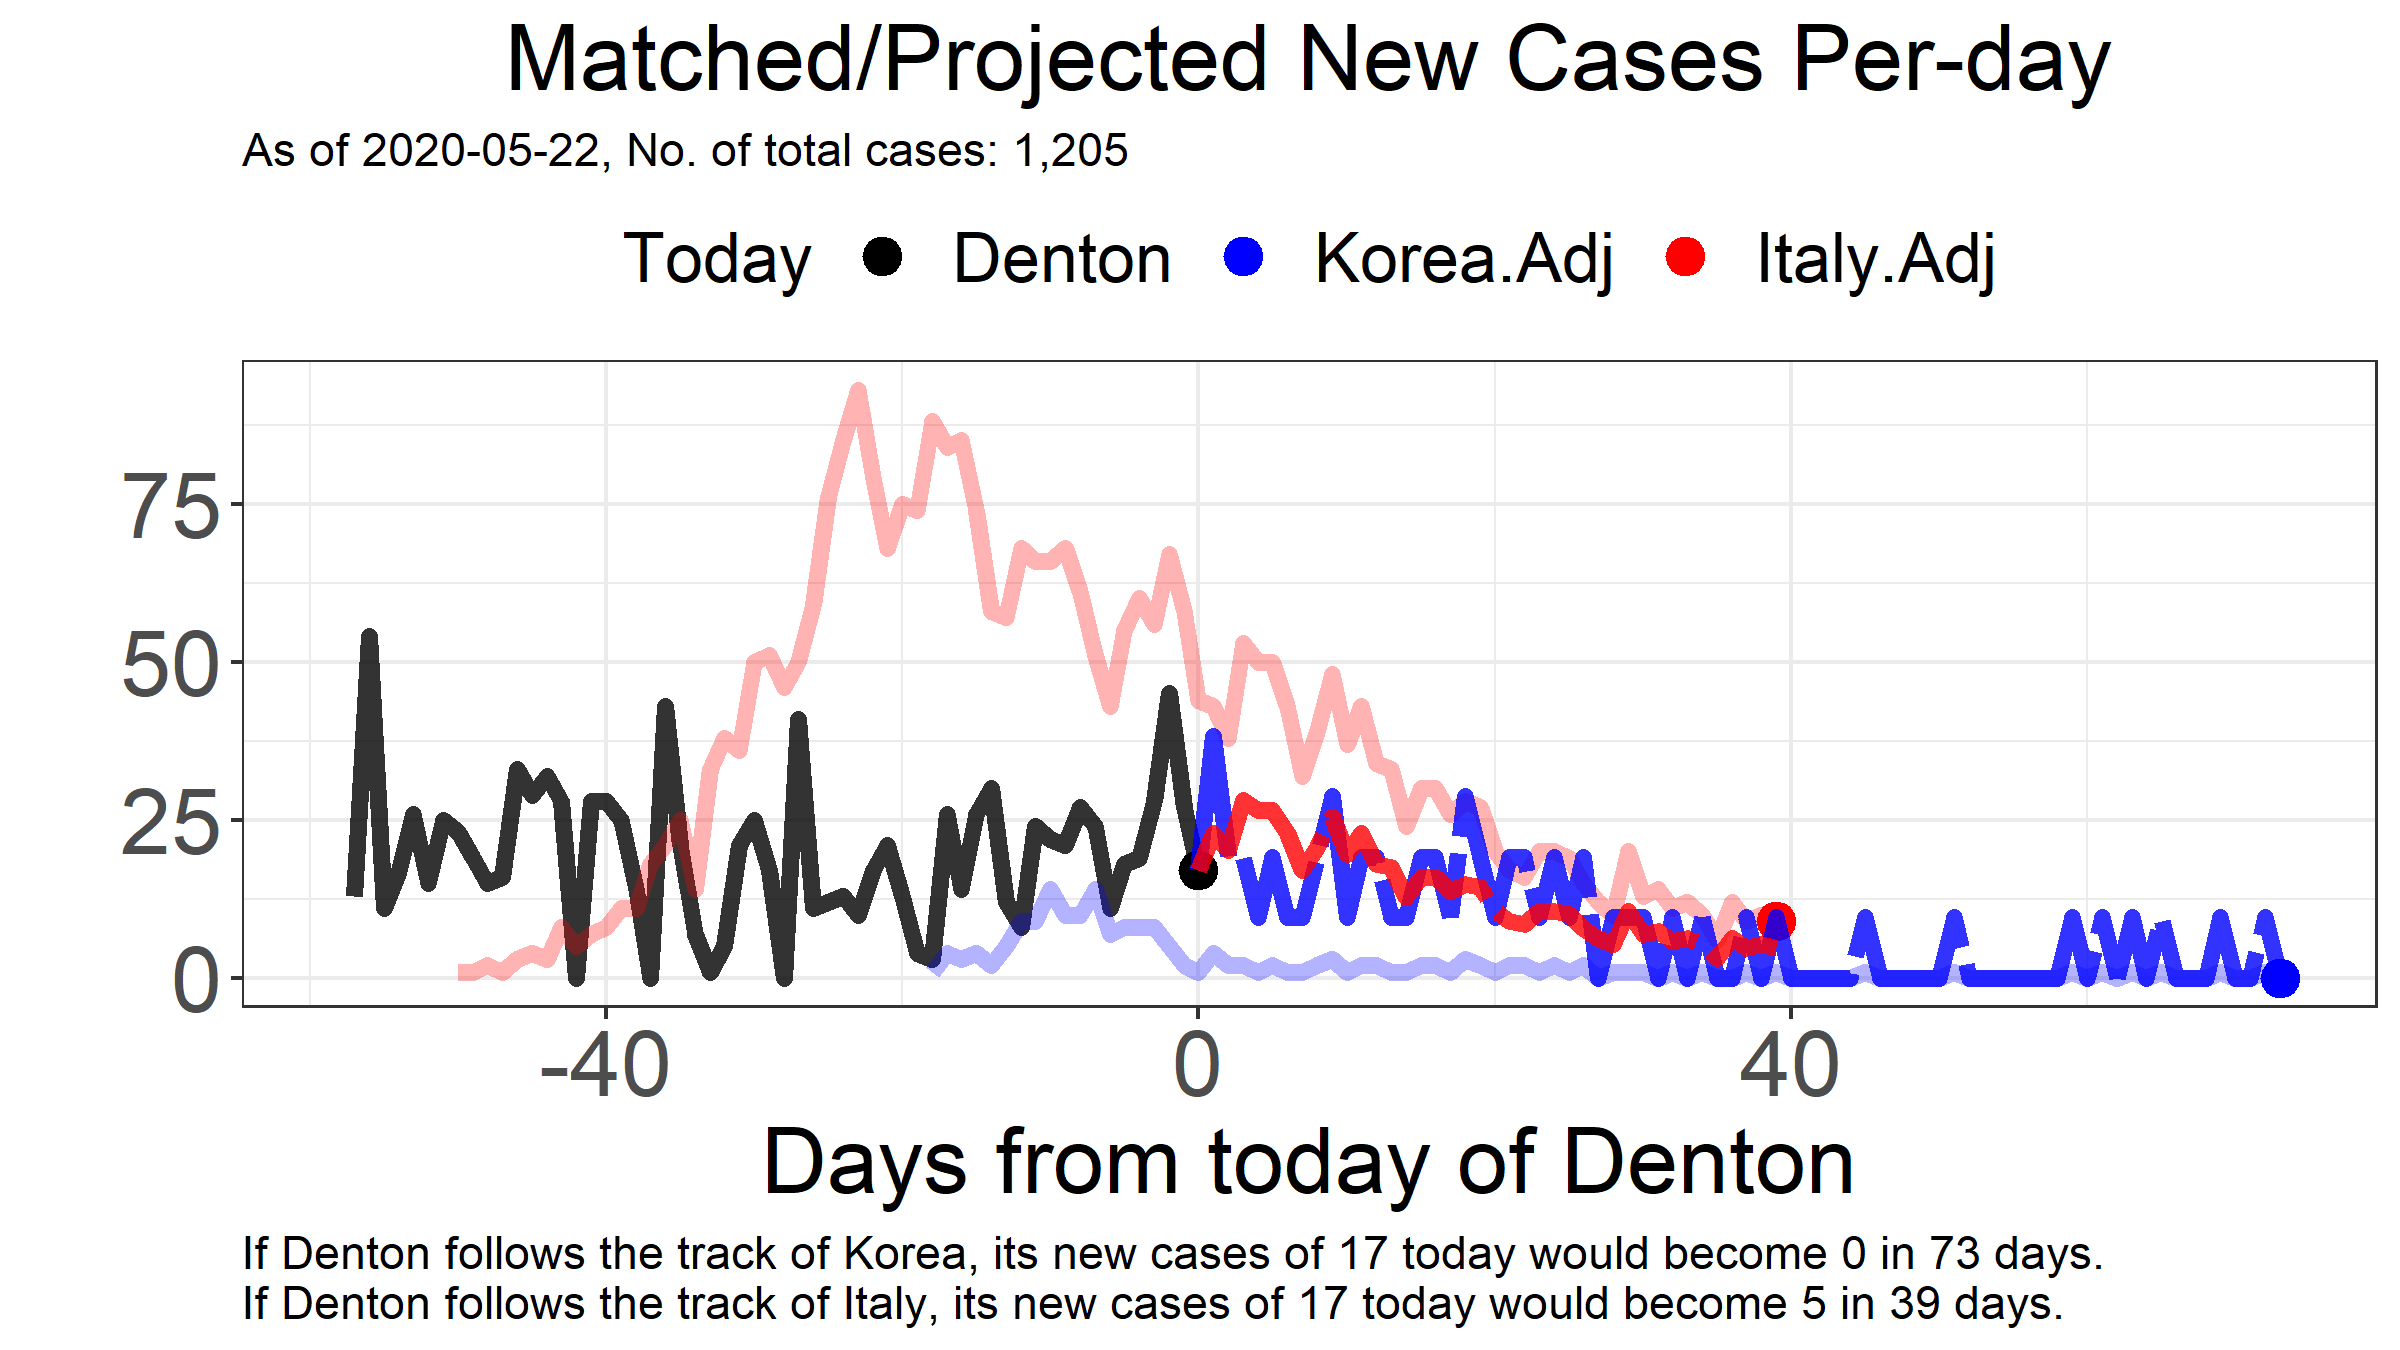 Matched/Projected New Cases Per-day
As of 2020-05-22, No. of total cases: 1,205
Today Denton Korea.Adj Italy.Adj
75
50
25
0
-40 0 40
Days from today of Denton
If Denton follows the track of Korea, its new cases of 17 today would become 0 in 73 days.
If Denton follows the track of Italy, its new cases of 17 today would become 5 in 39 days.